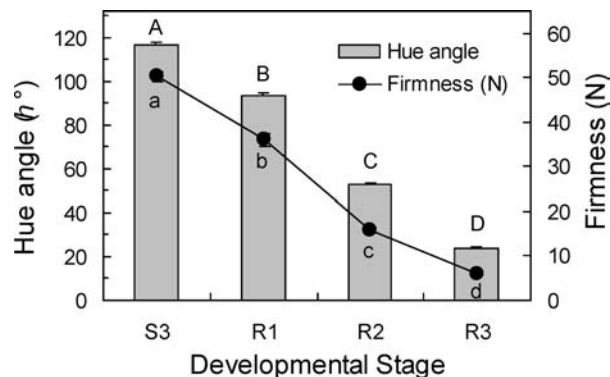 Hue angle (h°)
120
100
80
60
40
20
0
A
B
C
D
a
b
c
d
Hue angle
Firmness (N)
60
50
40
30
20
10
0
Firmness (N)
S3 R1 R2 R3
Developmental Stage